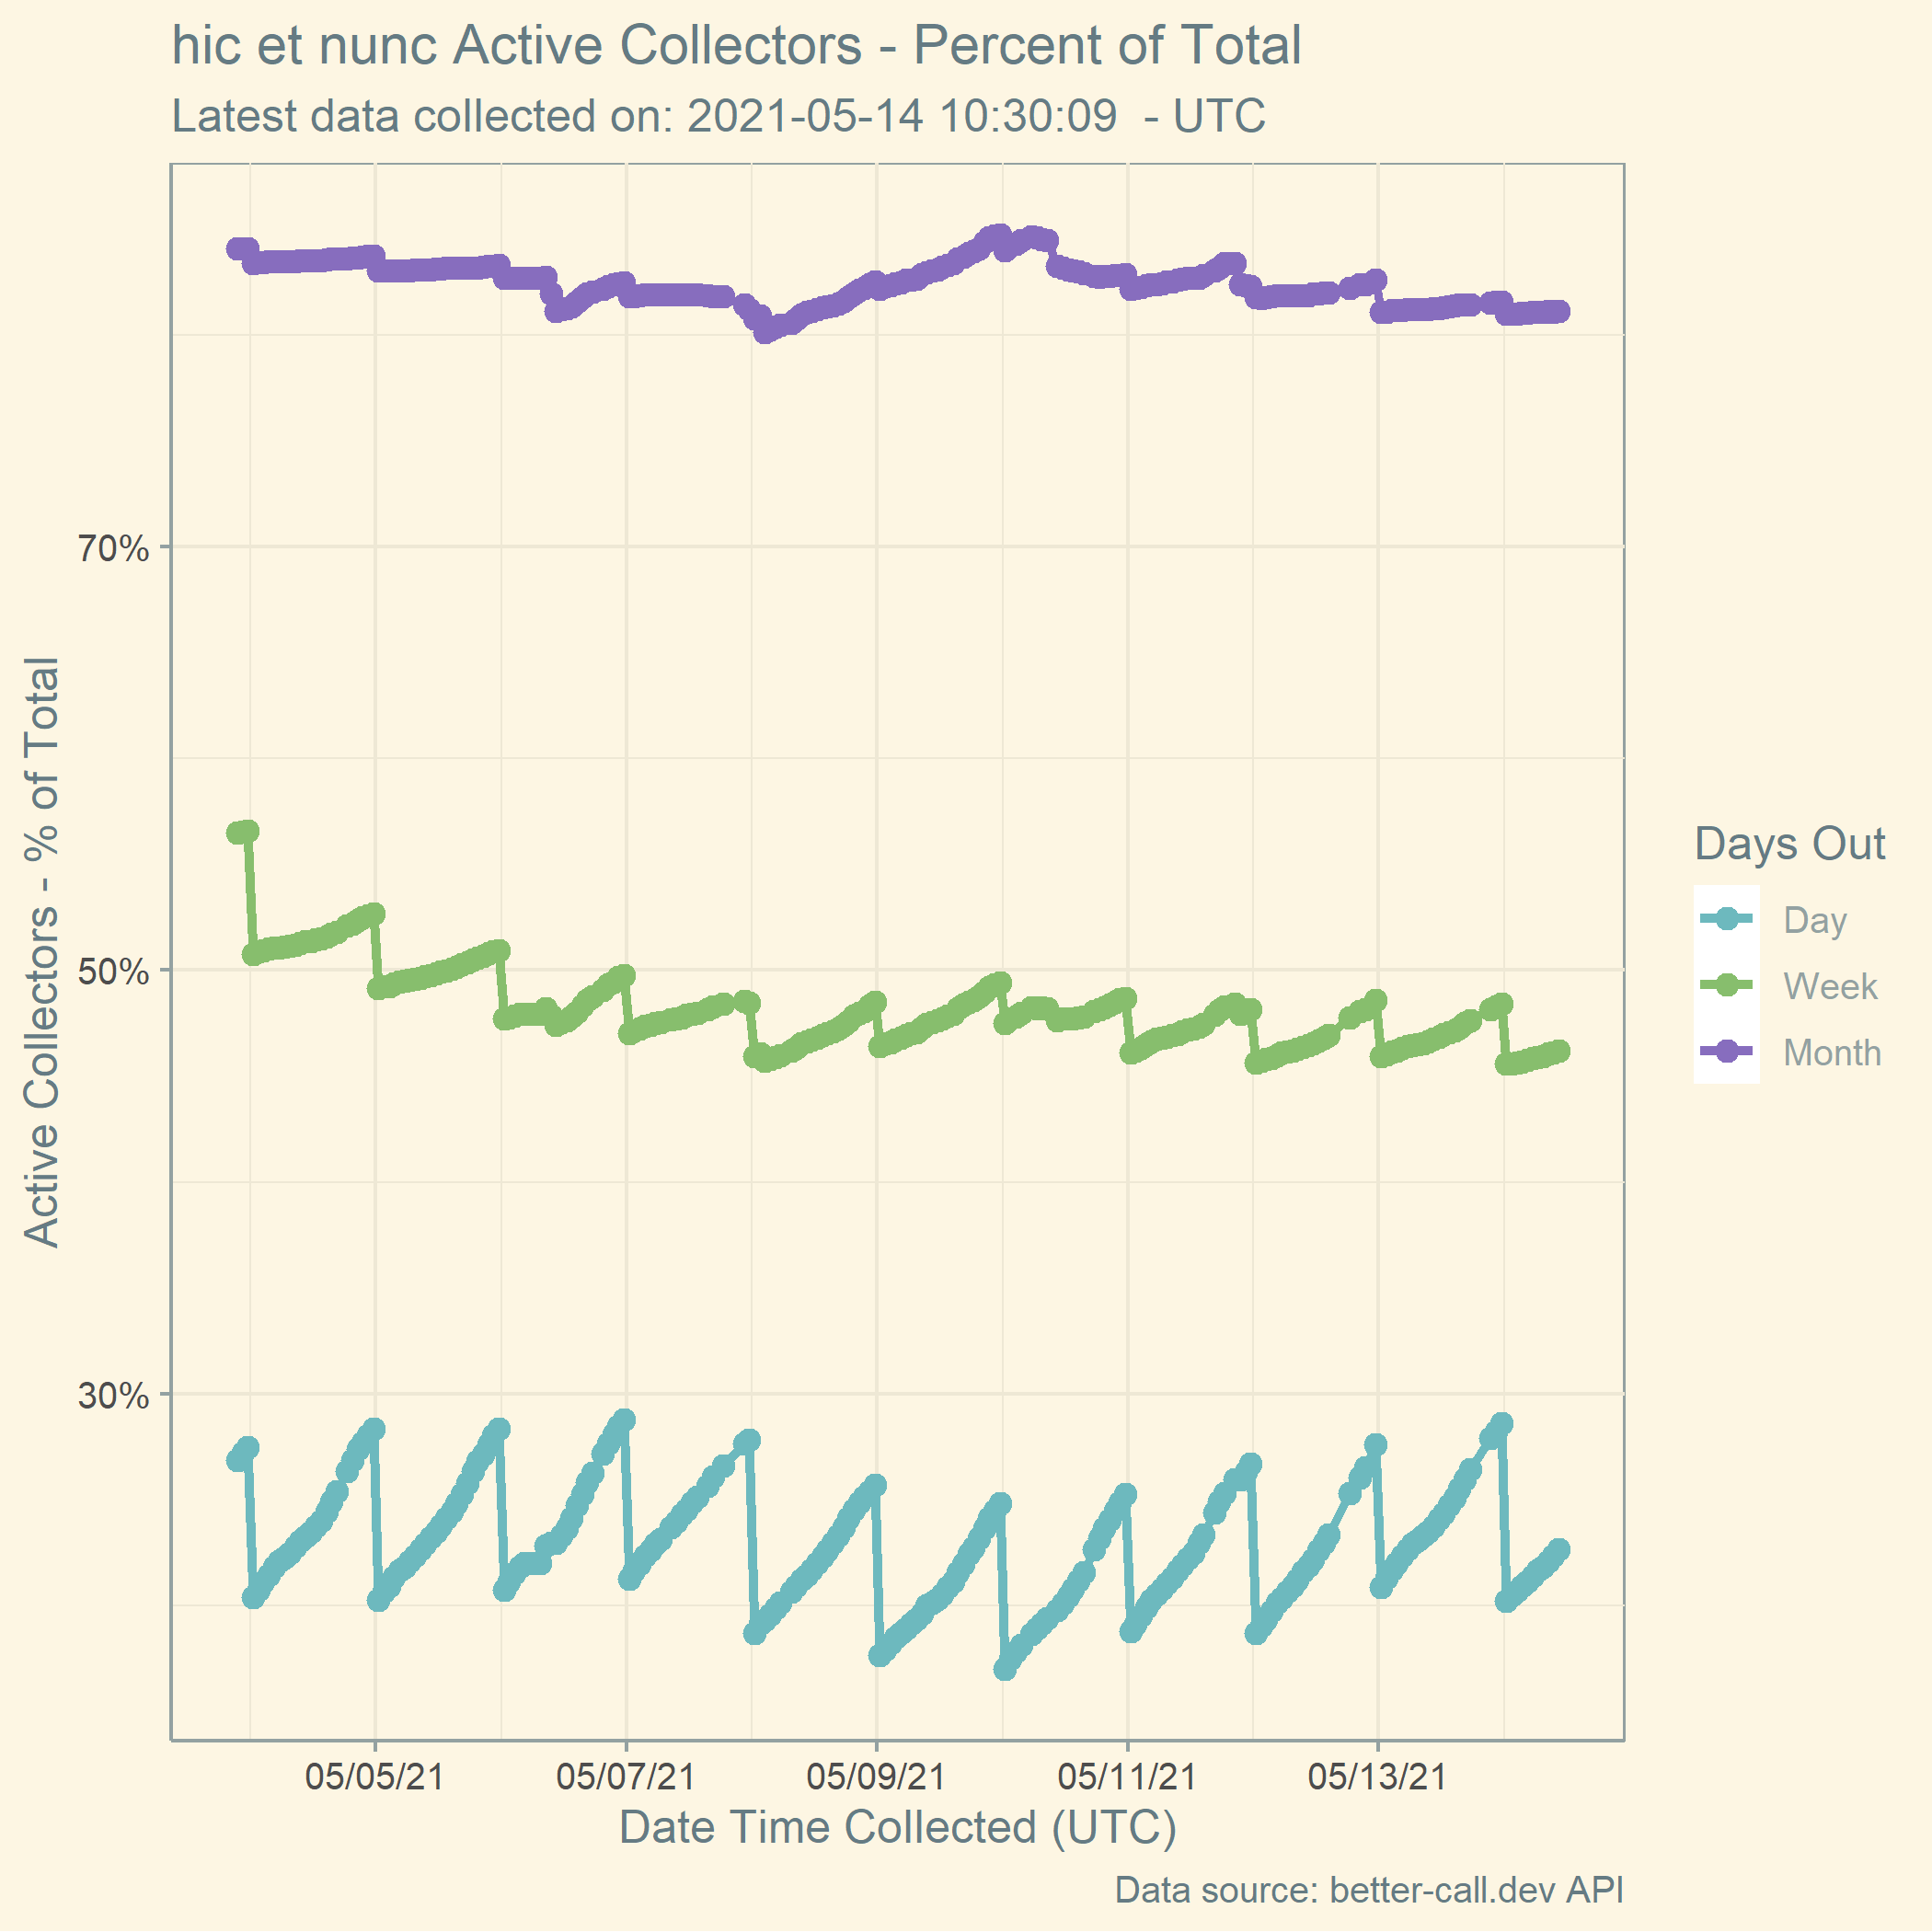 hic et nunc Active Collectors - Percent of Total
Latest data collected on: 2021-05-14 10:30:09  - UTC
Active Collectors - % of Total
70%
50%
30%
Days Out
Day
Week
Month
05/05/21
05/07/21
05/09/21
05/11/21
05/13/21
Date Time Collected (UTC)
Data source: better-call.dev API